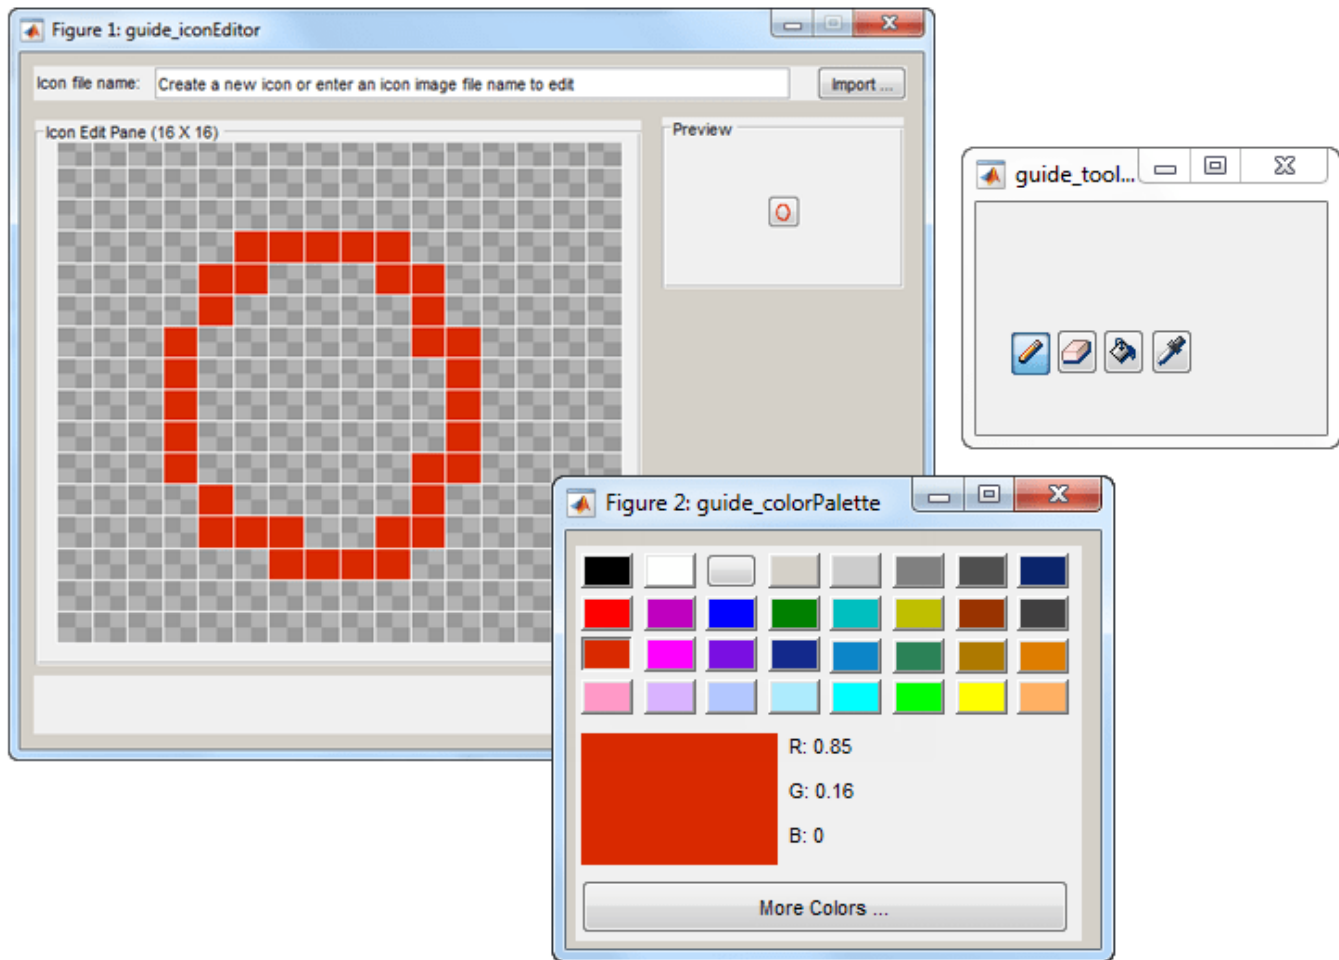 Figure 1: guide_iconEditor
Icon file name:
Create a new icon or enter an icon image file name to edit
Import ...
Icon Edit Pane (16 X 16)
Preview
guide_tool...
Figure 2: guide_colorPalette
R: 0.85
G: 0.16
B: 0
More Colors ...